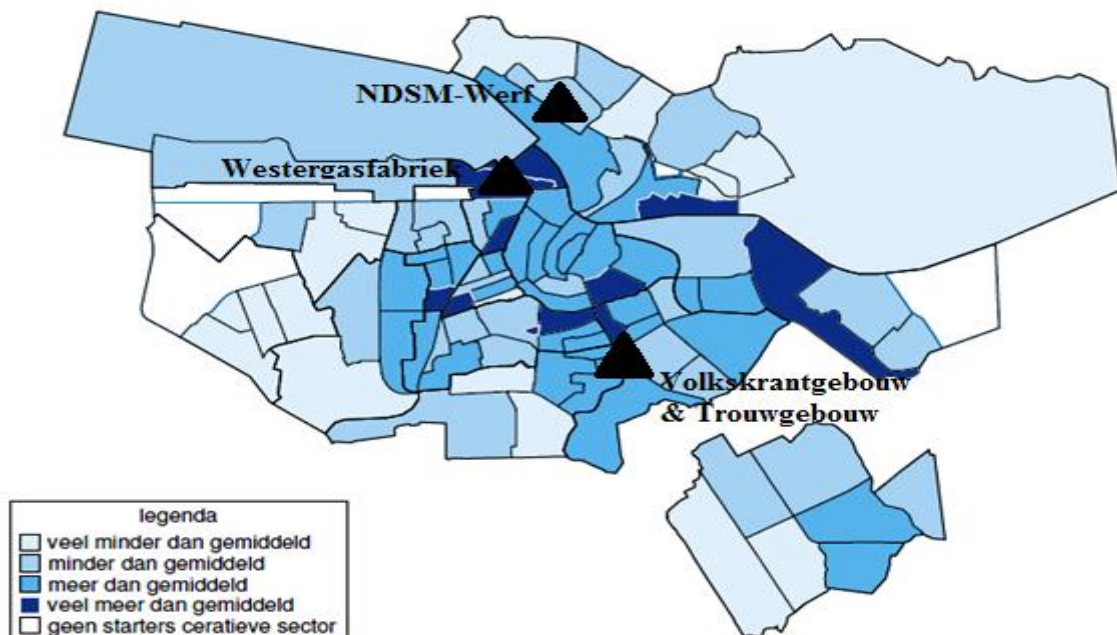 NDSM-Werf
Westergasfabriek
Volkskrantgebouw
& Trouwgebouw
legenda
veel minder dan gemiddeld
minder dan gemiddeld
meer dan gemiddeld
veel meer dan gemiddeld
geen starters ceratieve sector